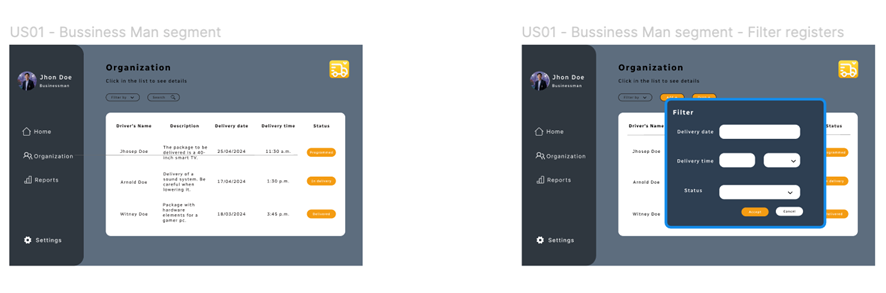 US01 - Bussiness Man segment
Jhon Doe
Businessman
Home
Organization
Reports
Settings
Organization
Click in the list to see details
Filter by
Search
Driver's Name Description Delivery date Delivery time Status
Jhosep Doe
The package to be
delivered is a 40-
inch smart TV.
25/04/2024
11:30 a.m.
Programmed
Arnold Doe
Delivery of a
sound system. Be
careful when
lowering it.
17/04/2024
1:30 p.m.
In delivery
Witney Doe
Package with
hardware
elements for a
gamer pc.
18/03/2024
3:45 p.m.
Delivered
US01 - Bussiness Man segment - Filter registers
Jhon Doe
Businessman
Home
Organization
Reports
Settings
Organization
Click in the list to see details
Filter by
Driver's Name
Status
Jhosep Doe
Arnold Doe
Witney Doe
Filter
Delivery date
Delivery time
Status
Cancel